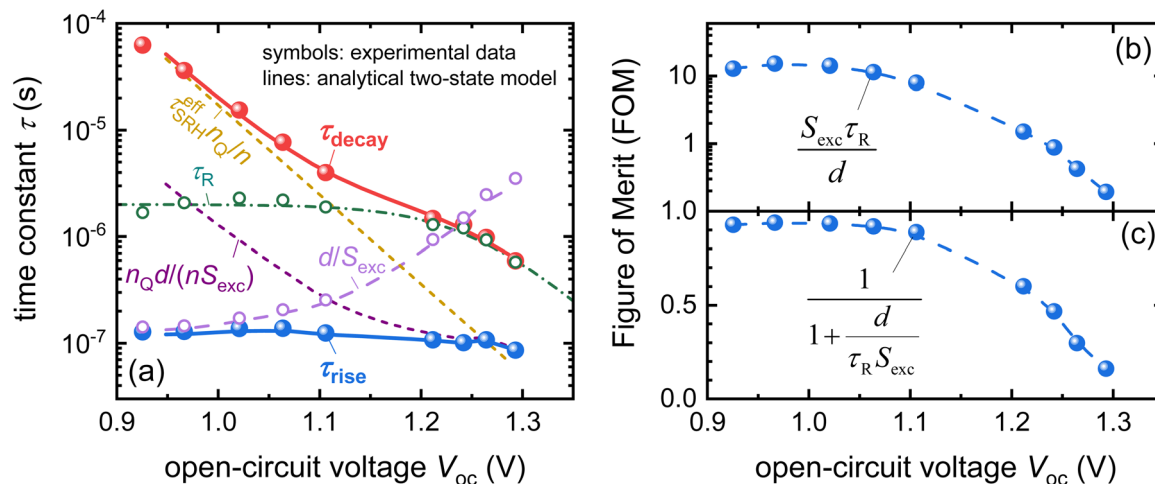 10⁻⁴
10⁻⁵
10⁻⁶
10⁻⁷
time constant τ (s)
symbols: experimental data
lines: analytical two-state model
τ_SRH^eff n_Q/n
τ_decay
τ_R
n_Q d/(nS_exc)
d/S_exc
τ_rise
(a)
0.9 1.0 1.1 1.2 1.3
open-circuit voltage V_oc (V)
Figure of Merit (FOM)
10
1
(b)
S_exc τ_R
d
1.0
0.5
0.0
(c)
1
1 + d
τ_R S_exc
0.9 1.0 1.1 1.2 1.3
open-circuit voltage V_oc (V)